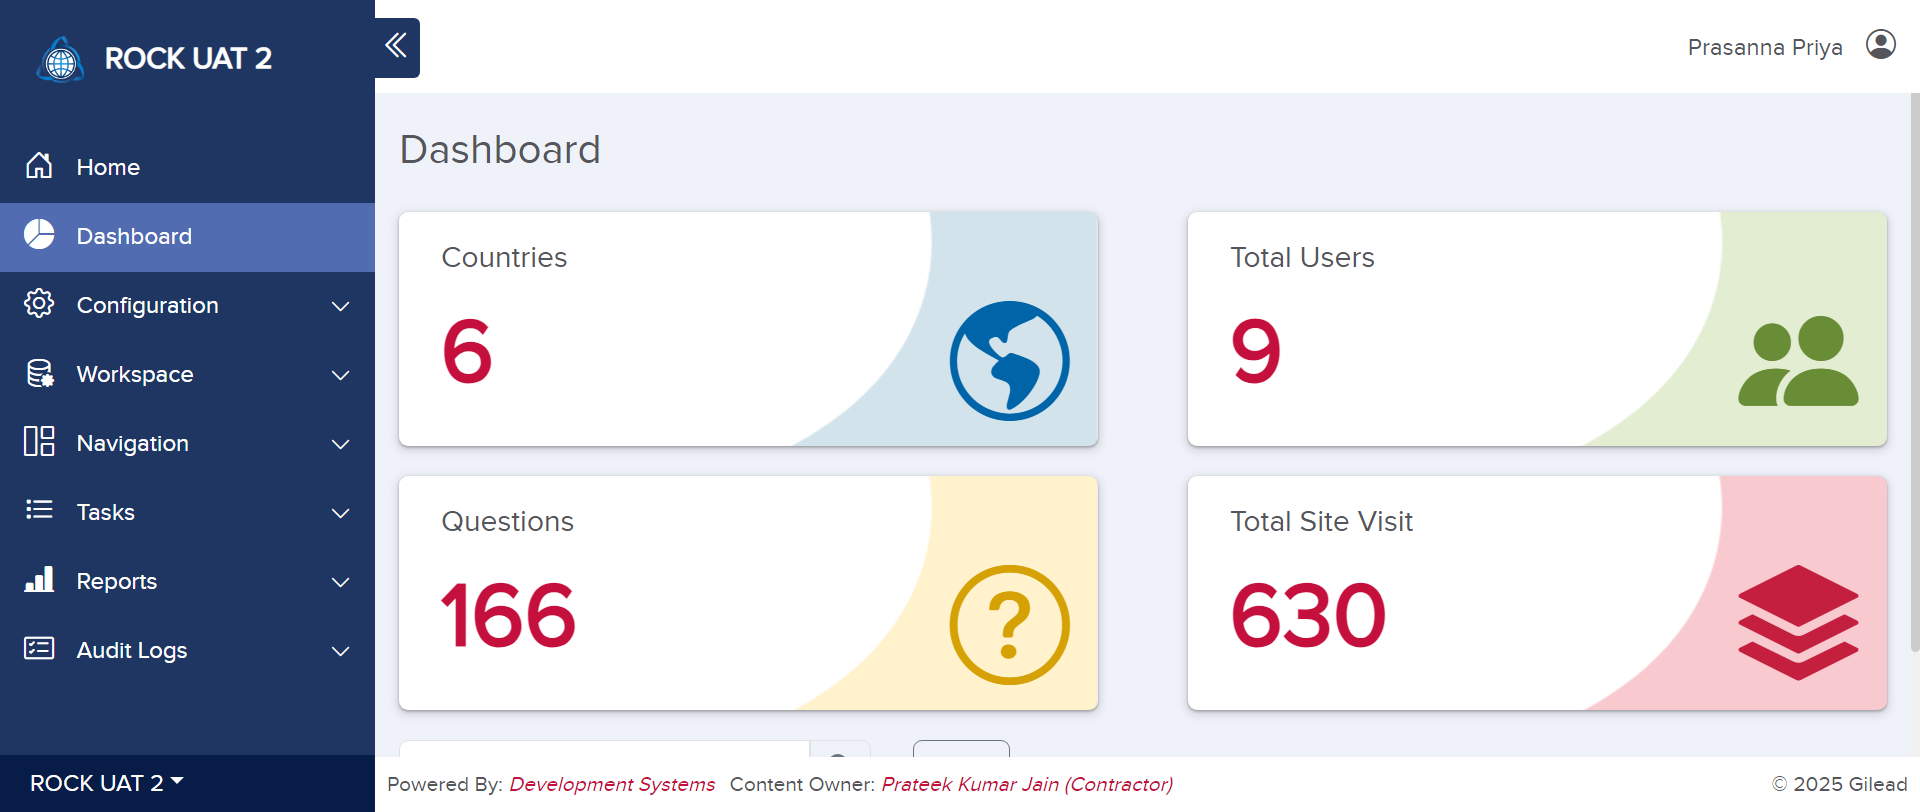 ROCK UAT 2
Prasanna Priya
Home
Dashboard
Configuration
Workspace
Navigation
Tasks
Reports
Audit Logs
ROCK UAT 2
Dashboard
Countries
6
Total Users
9
Questions
166
Total Site Visit
630
Powered By: Development Systems Content Owner: Prateek Kumar Jain (Contractor)
© 2025 Gilead